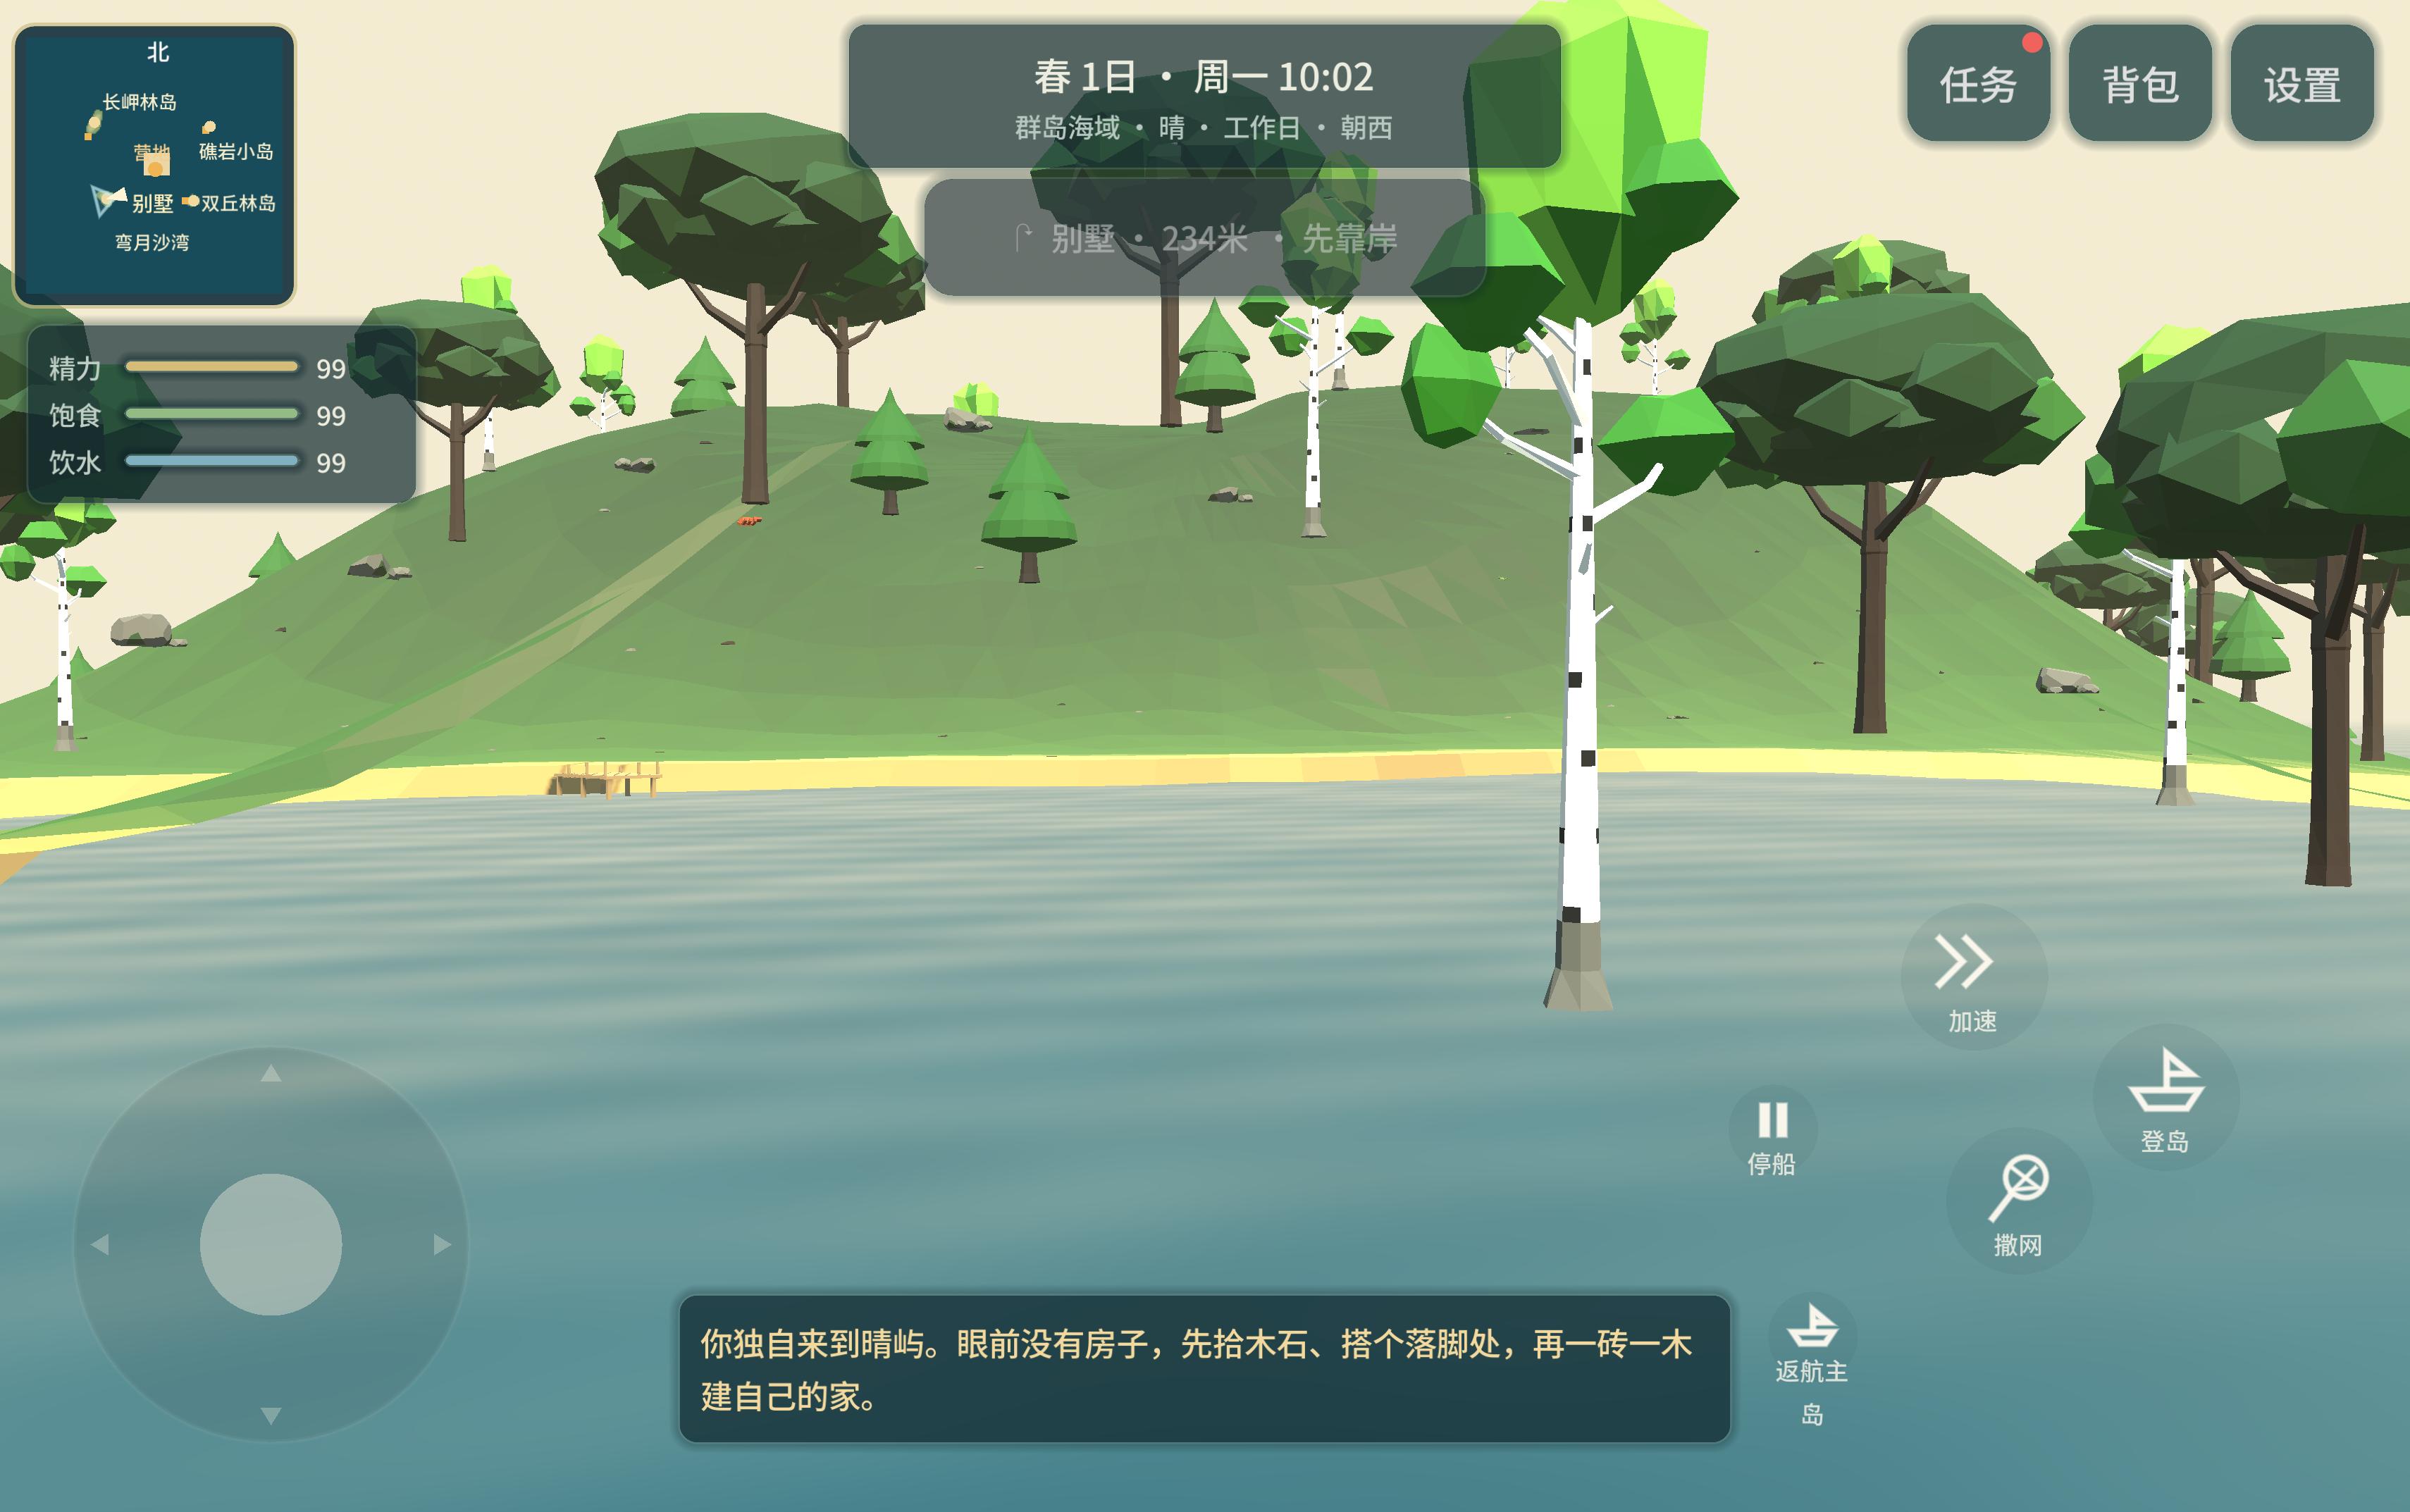 北
长岬林岛
营地
礁岩小岛
别墅
双丘林岛
弯月沙湾
春 1日 · 周一 10:02
群岛海域 · 晴 · 工作日 · 朝西
别墅 · 234米 · 先靠岸
任务
背包
设置
精力 99
饱食 99
饮水 99
加速
登岛
停船
撒网
返航主
岛
你独自来到晴屿。眼前没有房子，先拾木石、搭个落脚处，再一砖一木
建自己的家。